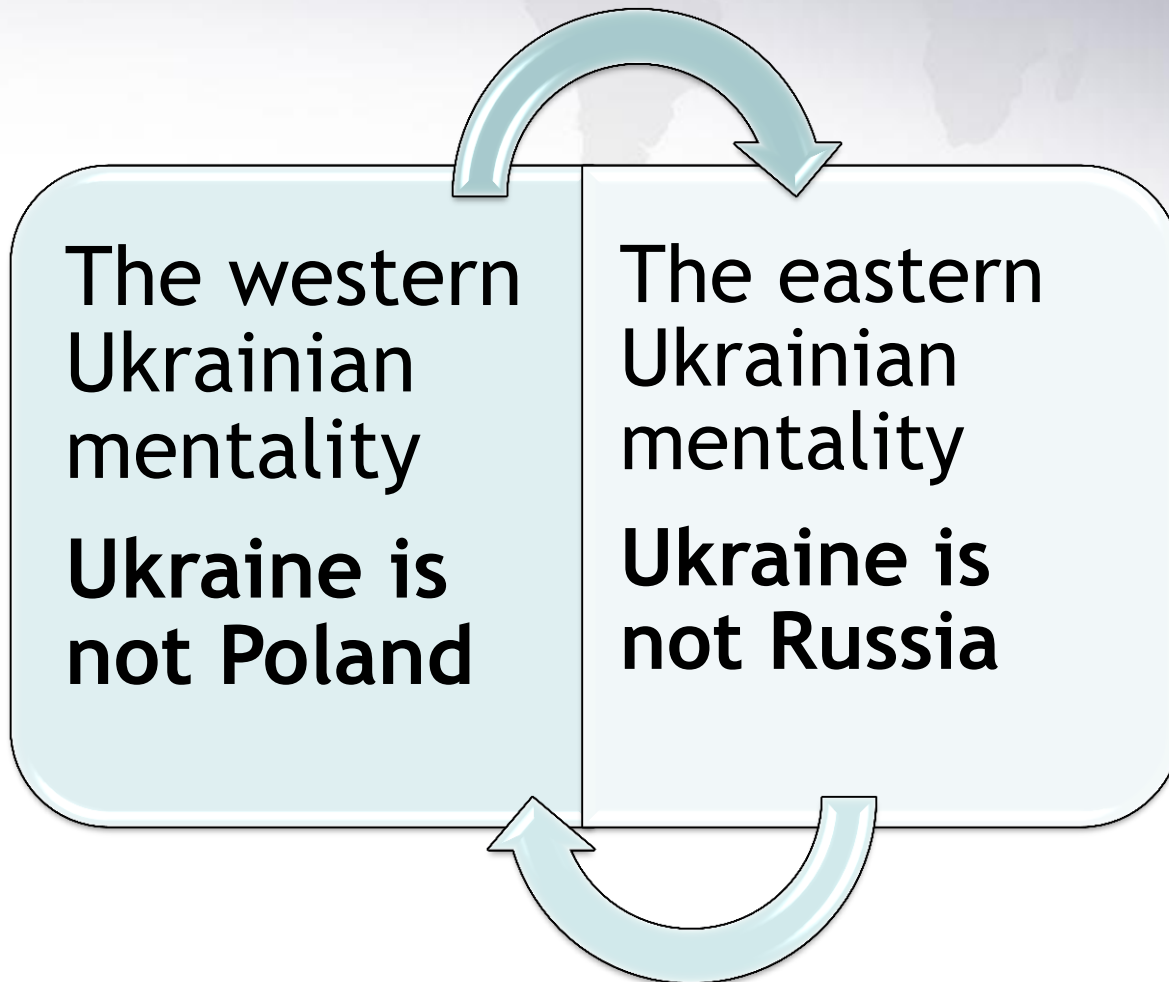 The western
Ukrainian
mentality
Ukraine is
not Poland
The eastern
Ukrainian
mentality
Ukraine is
not Russia